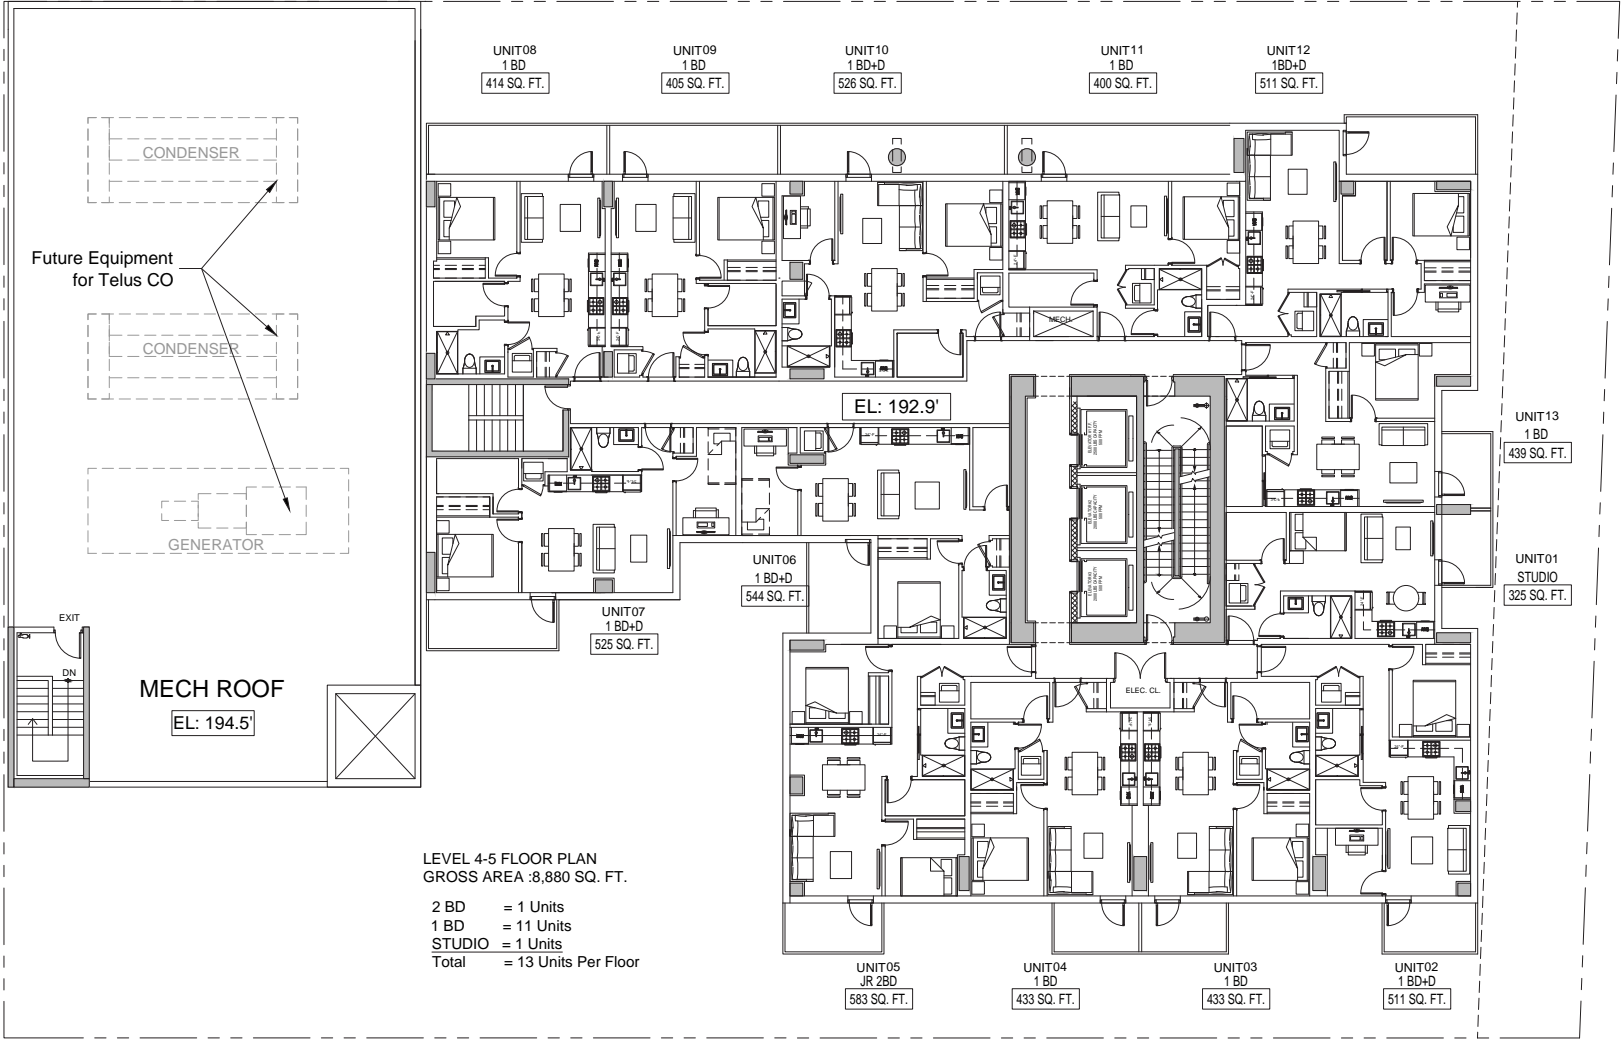 UNIT08
1 BD
414 SQ. FT.
UNIT09
1 BD
405 SQ. FT.
UNIT10
1 BD+D
526 SQ. FT.
UNIT11
1 BD
400 SQ. FT.
UNIT12
1BD+D
511 SQ. FT.
CONDENSER
Future Equipment
for Telus CO
CONDENSER
GENERATOR
MECH
EL: 192.9'
UNIT13
1 BD
439 SQ. FT.
UNIT06
1 BD+D
544 SQ. FT.
UNIT01
STUDIO
325 SQ. FT.
UNIT07
1 BD+D
525 SQ. FT.
EXIT
DN
MECH ROOF
EL: 194.5'
ELEC. CL.
LEVEL 4-5 FLOOR PLAN
GROSS AREA :8,880 SQ. FT.
2 BD = 1 Units
1 BD = 11 Units
STUDIO = 1 Units
Total = 13 Units Per Floor
UNIT05
JR 2BD
583 SQ. FT.
UNIT04
1 BD
433 SQ. FT.
UNIT03
1 BD
433 SQ. FT.
UNIT02
1 BD+D
511 SQ. FT.